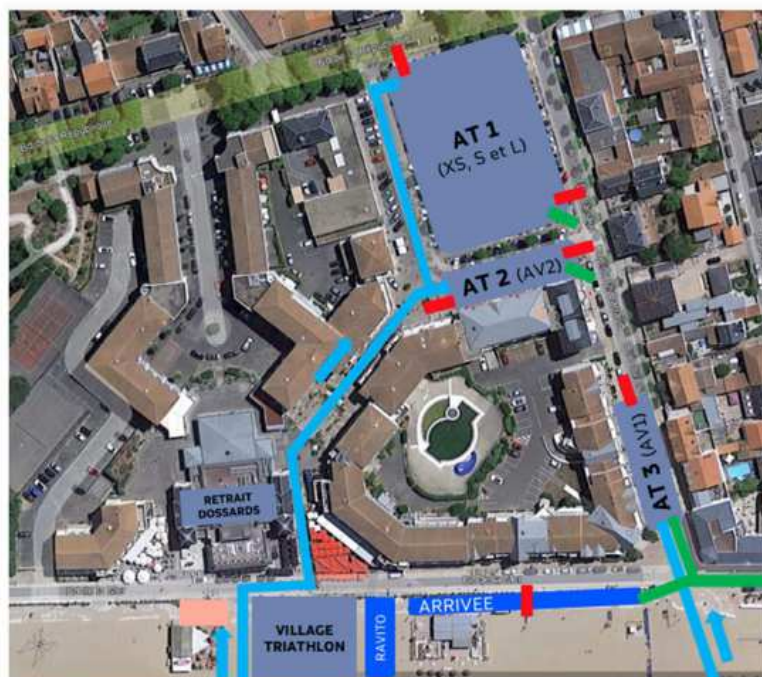 AT 1
(XS, S et L)
AT 2 (AV2)
AT 3 (AV1)
RETRAIT
DOSSARDS
ARRIVEE
VILLAGE
TRIATHLON
RAVITO